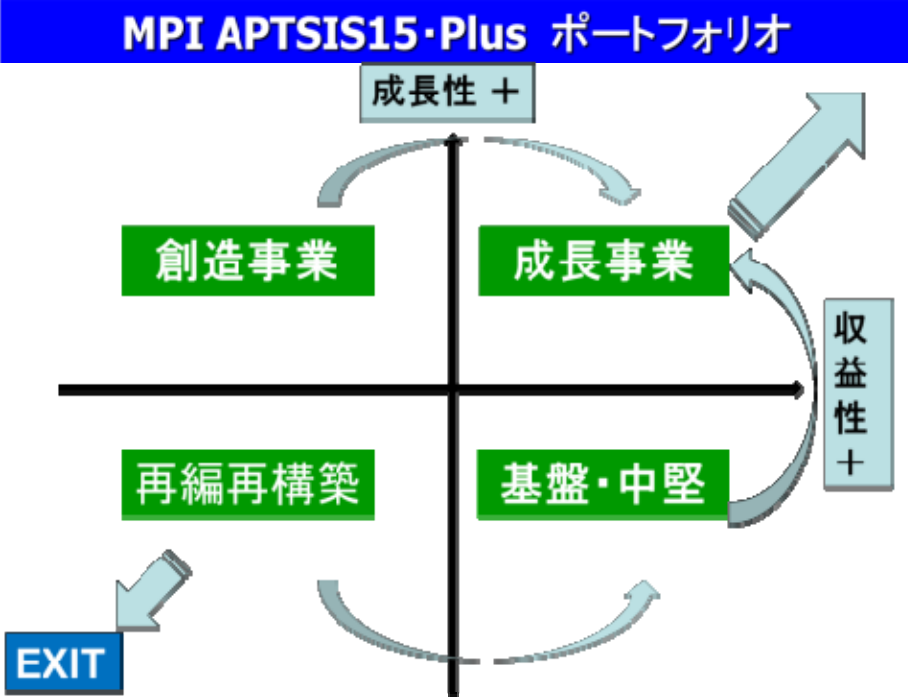 MPI APTSIS15・Plus ポートフォリオ
成長性 ＋
創造事業
成長事業
収益性＋
再編再構築
基盤・中堅
EXIT